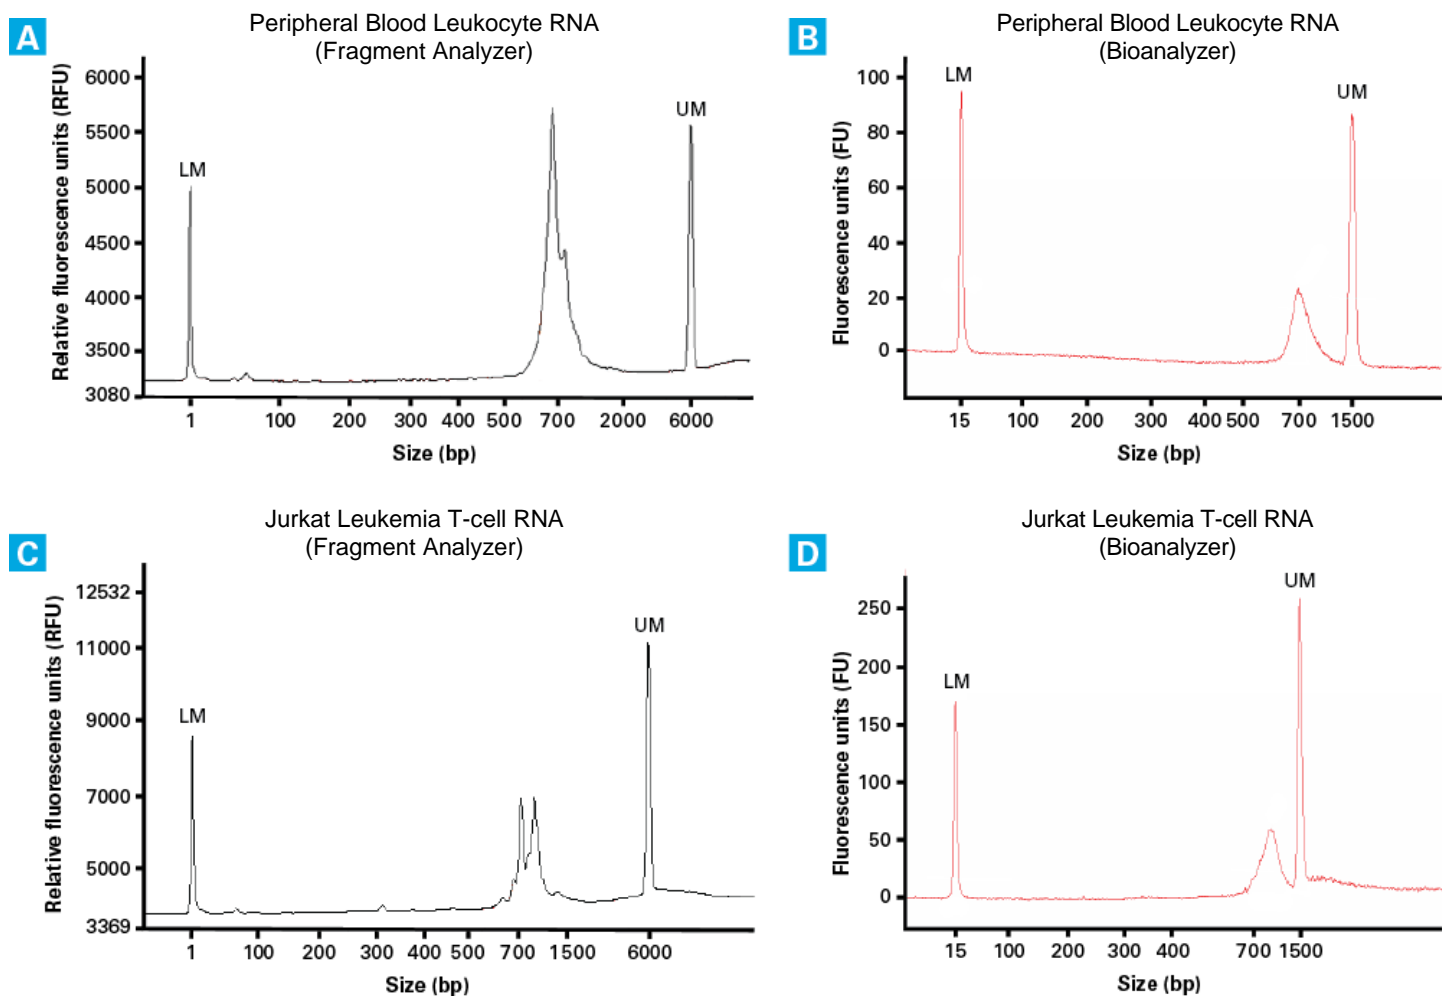 A
Peripheral Blood Leukocyte RNA
(Fragment Analyzer)
Relative fluorescence units (RFU)
6000
5500
5000
4500
4000
3500
3080
LM
UM
1 100 200 300 400 500 700 2000 6000
Size (bp)
B
Peripheral Blood Leukocyte RNA
(Bioanalyzer)
Fluorescence units (FU)
100
80
60
40
20
0
LM
UM
15 100 200 300 400 500 700 1500
Size (bp)
C
Jurkat Leukemia T-cell RNA
(Fragment Analyzer)
Relative fluorescence units (RFU)
12532
11000
9000
7000
5000
3369
LM
UM
1 100 200 300 400 500 700 1500 6000
Size (bp)
D
Jurkat Leukemia T-cell RNA
(Bioanalyzer)
Fluorescence units (FU)
250
200
150
100
50
0
LM
UM
15 100 200 300 400 700 1500
Size (bp)